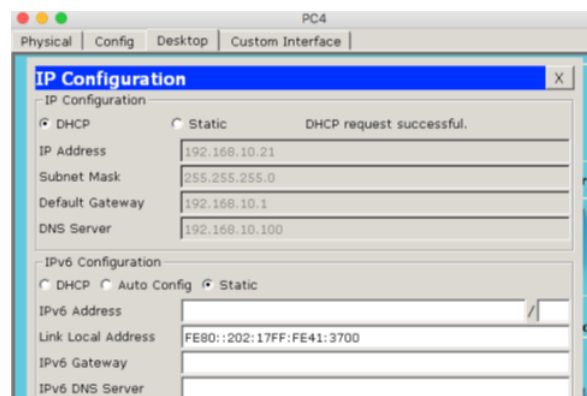 PC4
Physical Config Desktop Custom Interface
IP Configuration X
IP Configuration
DHCP Static DHCP request successful.
IP Address 192.168.10.21
Subnet Mask 255.255.255.0
Default Gateway 192.168.10.1
DNS Server 192.168.10.100
IPv6 Configuration
DHCP Auto Config Static
IPv6 Address /
Link Local Address FE80::202:17FF:FE41:3700
IPv6 Gateway
IPv6 DNS Server